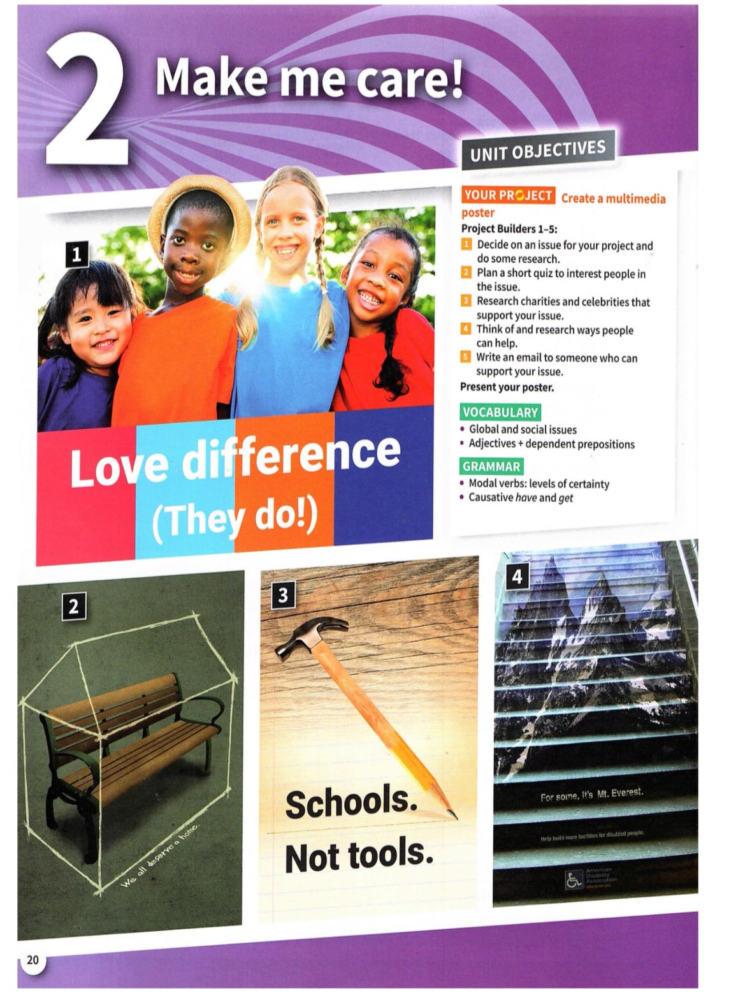 2
Make me care!
UNIT OBJECTIVES
YOUR PROJECT Create a multimedia
poster
Project Builders 1–5:
1 Decide on an issue for your project and
do some research.
2 Plan a short quiz to interest people in
the issue.
3 Research charities and celebrities that
support your issue.
4 Think of and research ways people
can help.
5 Write an email to someone who can
support your issue.
Present your poster.
VOCABULARY
• Global and social issues
• Adjectives + dependent prepositions
GRAMMAR
• Modal verbs: levels of certainty
• Causative have and get
1
Love difference
(They do!)
2
We all deserve a home.
3
Schools.
Not tools.
4
For some, it's Mt. Everest.
Help build more facilities for disabled people.
American
Disability
Association
20